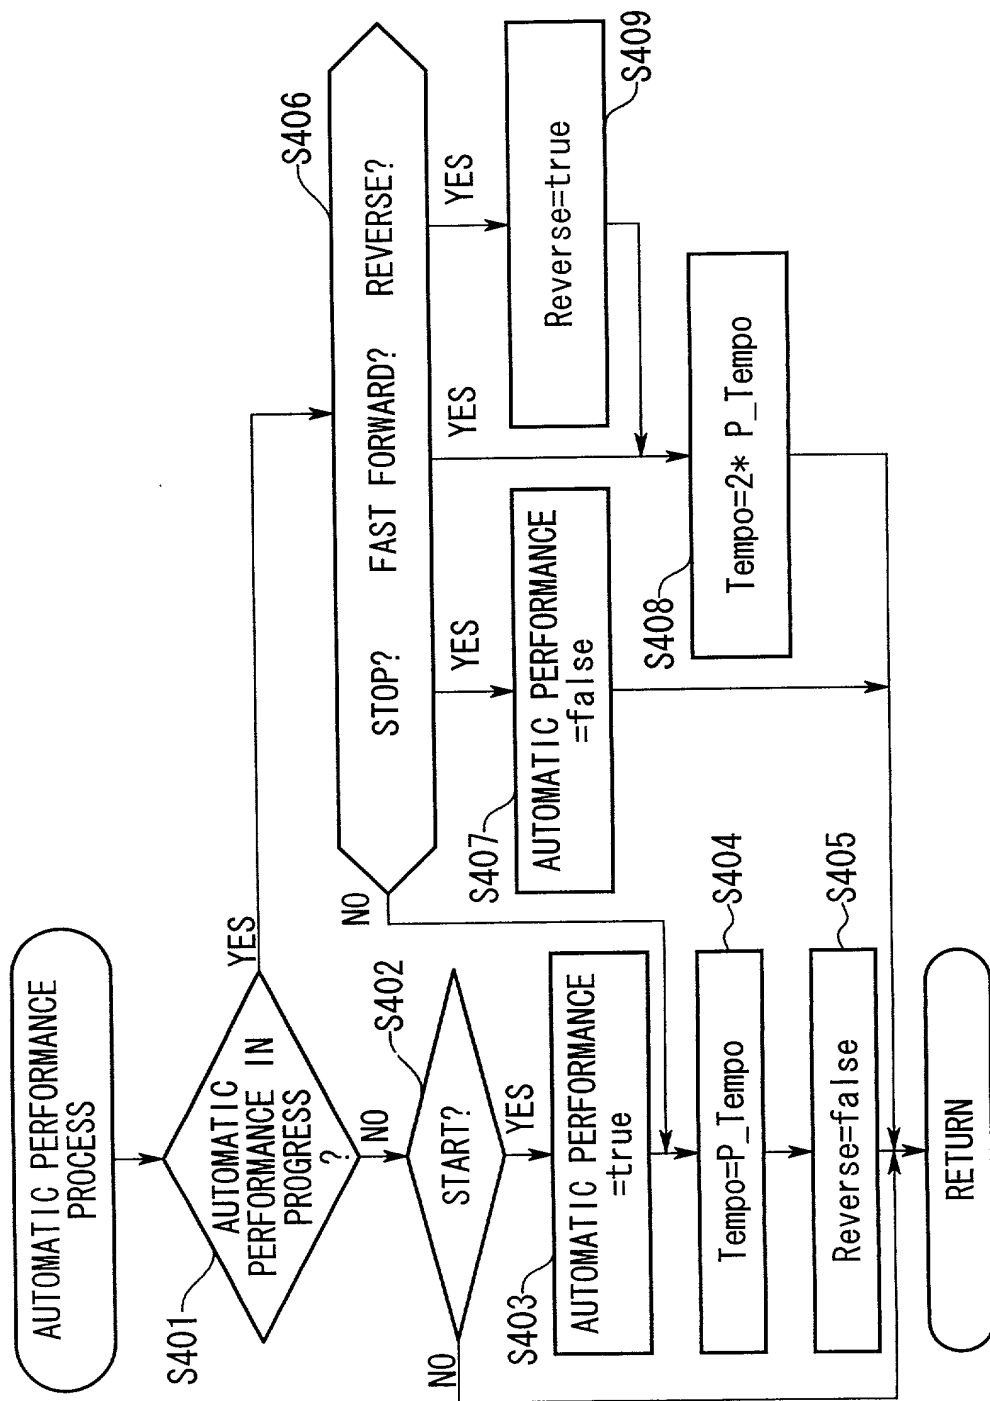 AUTOMATIC PERFORMANCE
PROCESS
S401
AUTOMATIC
PERFORMANCE IN
PROGRESS
?
YES
NO
S402
START?
NO
YES
S403
AUTOMATIC PERFORMANCE
=true
S404
Tempo=P_Tempo
S405
Reverse=false
RETURN
S406
STOP? FAST FORWARD? REVERSE?
NO
YES
YES
YES
S407
AUTOMATIC PERFORMANCE
=false
S409
Reverse=true
S408
Tempo=2* P_Tempo